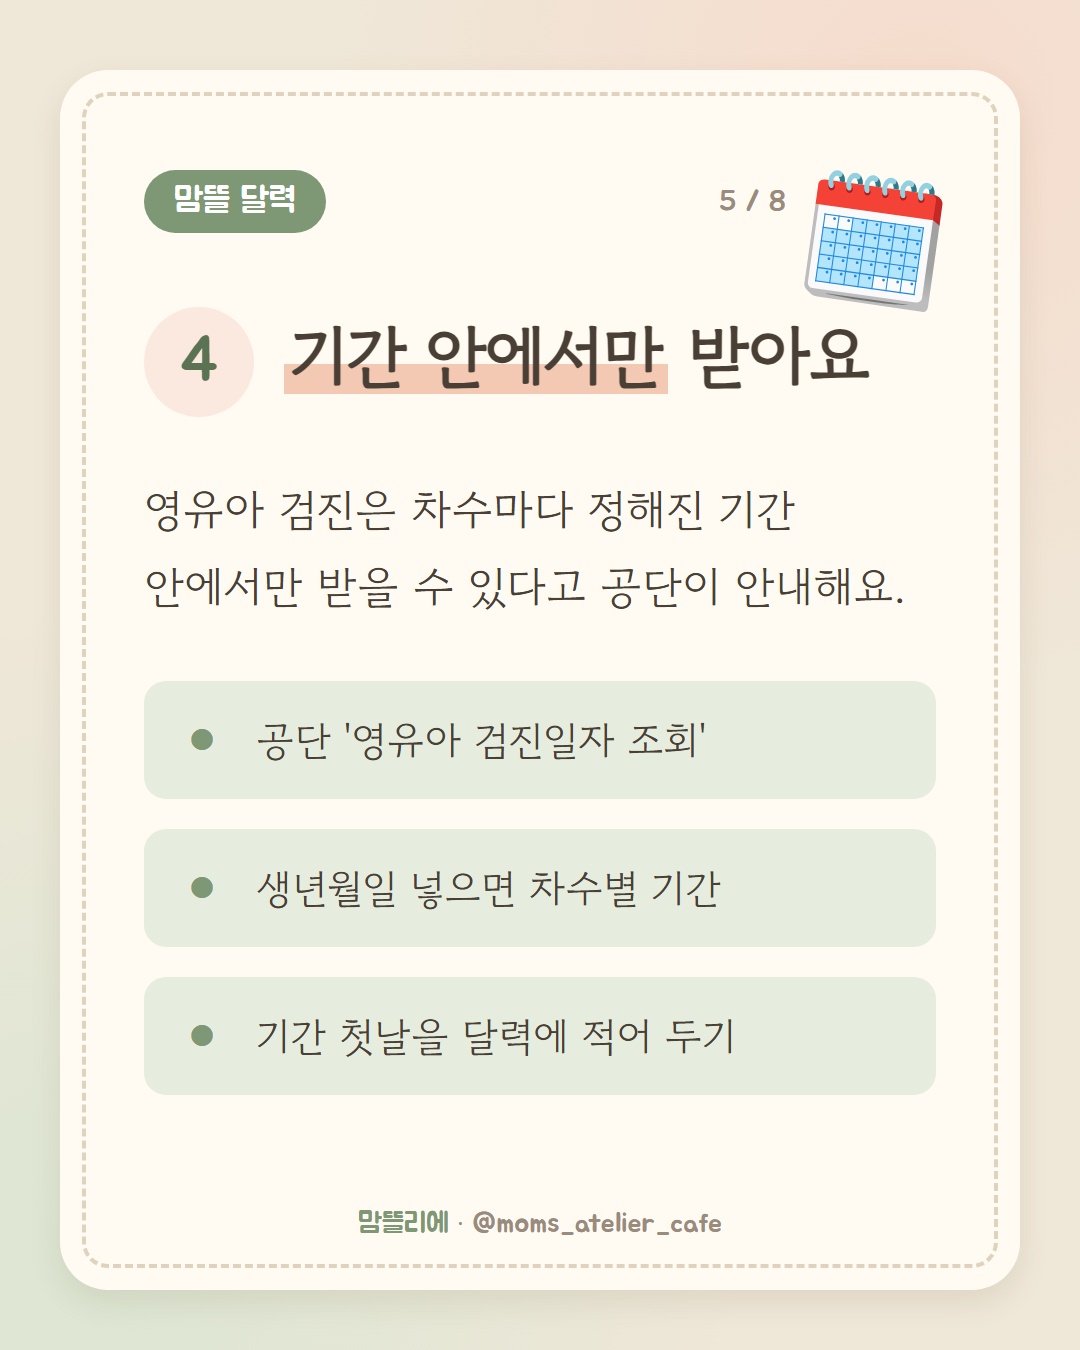 맘뜰 달력
5 / 8
4
기간 안에서만 받아요
영유아 검진은 차수마다 정해진 기간
안에서만 받을 수 있다고 공단이 안내해요.
공단 '영유아 검진일자 조회'
생년월일 넣으면 차수별 기간
기간 첫날을 달력에 적어 두기
맘뜰리에 · @moms_atelier_cafe